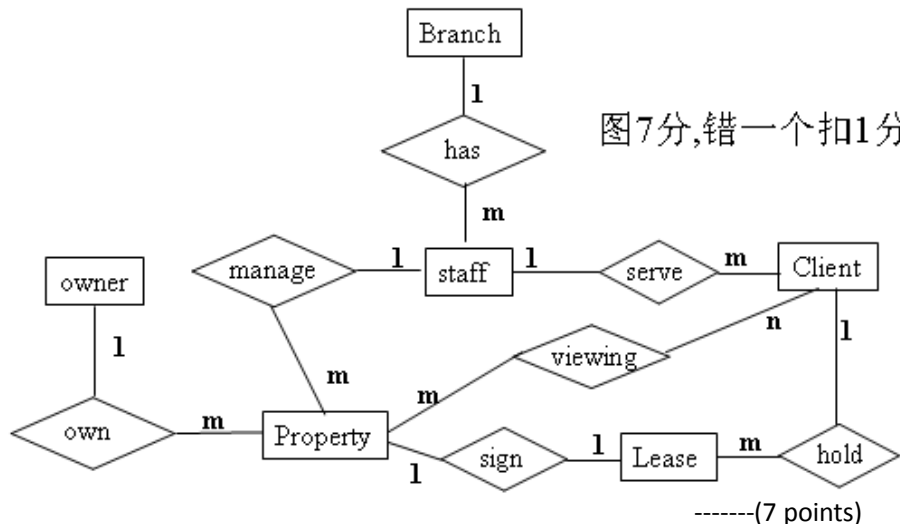 Branch
1
has
图7分,错一个扣1分
m
manage
1
staff
1
serve
m
Client
owner
1
viewing
n
1
m
m
own
m
Property
1
sign
1
Lease
m
hold
-------(7 points)